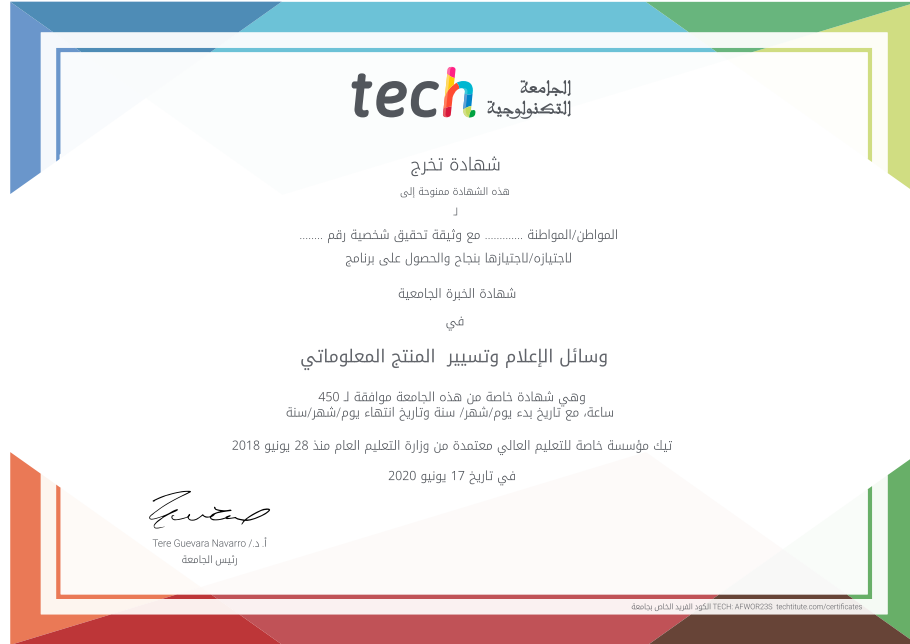 tech الجامعة
التكنولوجية
شهادة تخرج
هذه الشهادة ممنوحة إلى
لـ
المواطن/المواطنة ............ مع وثيقة تحقيق شخصية رقم ........
لاجتيازه/لاجتيازها بنجاح والحصول على برنامج
شهادة الخبرة الجامعية
في
وسائل الإعلام وتسيير المنتج المعلوماتي
وهي شهادة خاصة من هذه الجامعة موافقة لـ 450
ساعة، مع تاريخ بدء يوم/شهر/ سنة وتاريخ انتهاء يوم/شهر/سنة
تيك مؤسسة خاصة للتعليم العالي معتمدة من وزارة التعليم العام منذ 28 يونيو 2018
في تاريخ 17 يونيو 2020
أ. د./ Tere Guevara Navarro
رئيس الجامعة
الكود الفريد الخاص بجامعة TECH: AFWOR23S techtitute.com/certificates